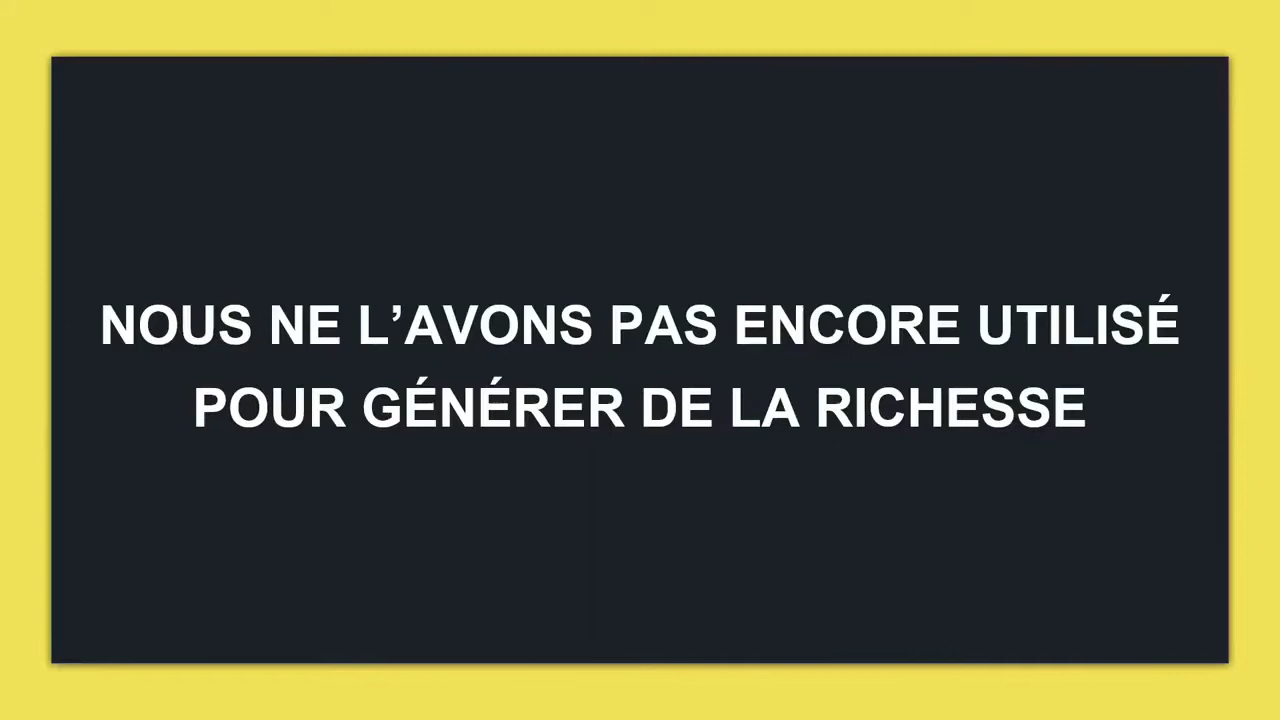 NOUS NE L’AVONS PAS ENCORE UTILISÉ
POUR GÉNÉRER DE LA RICHESSE